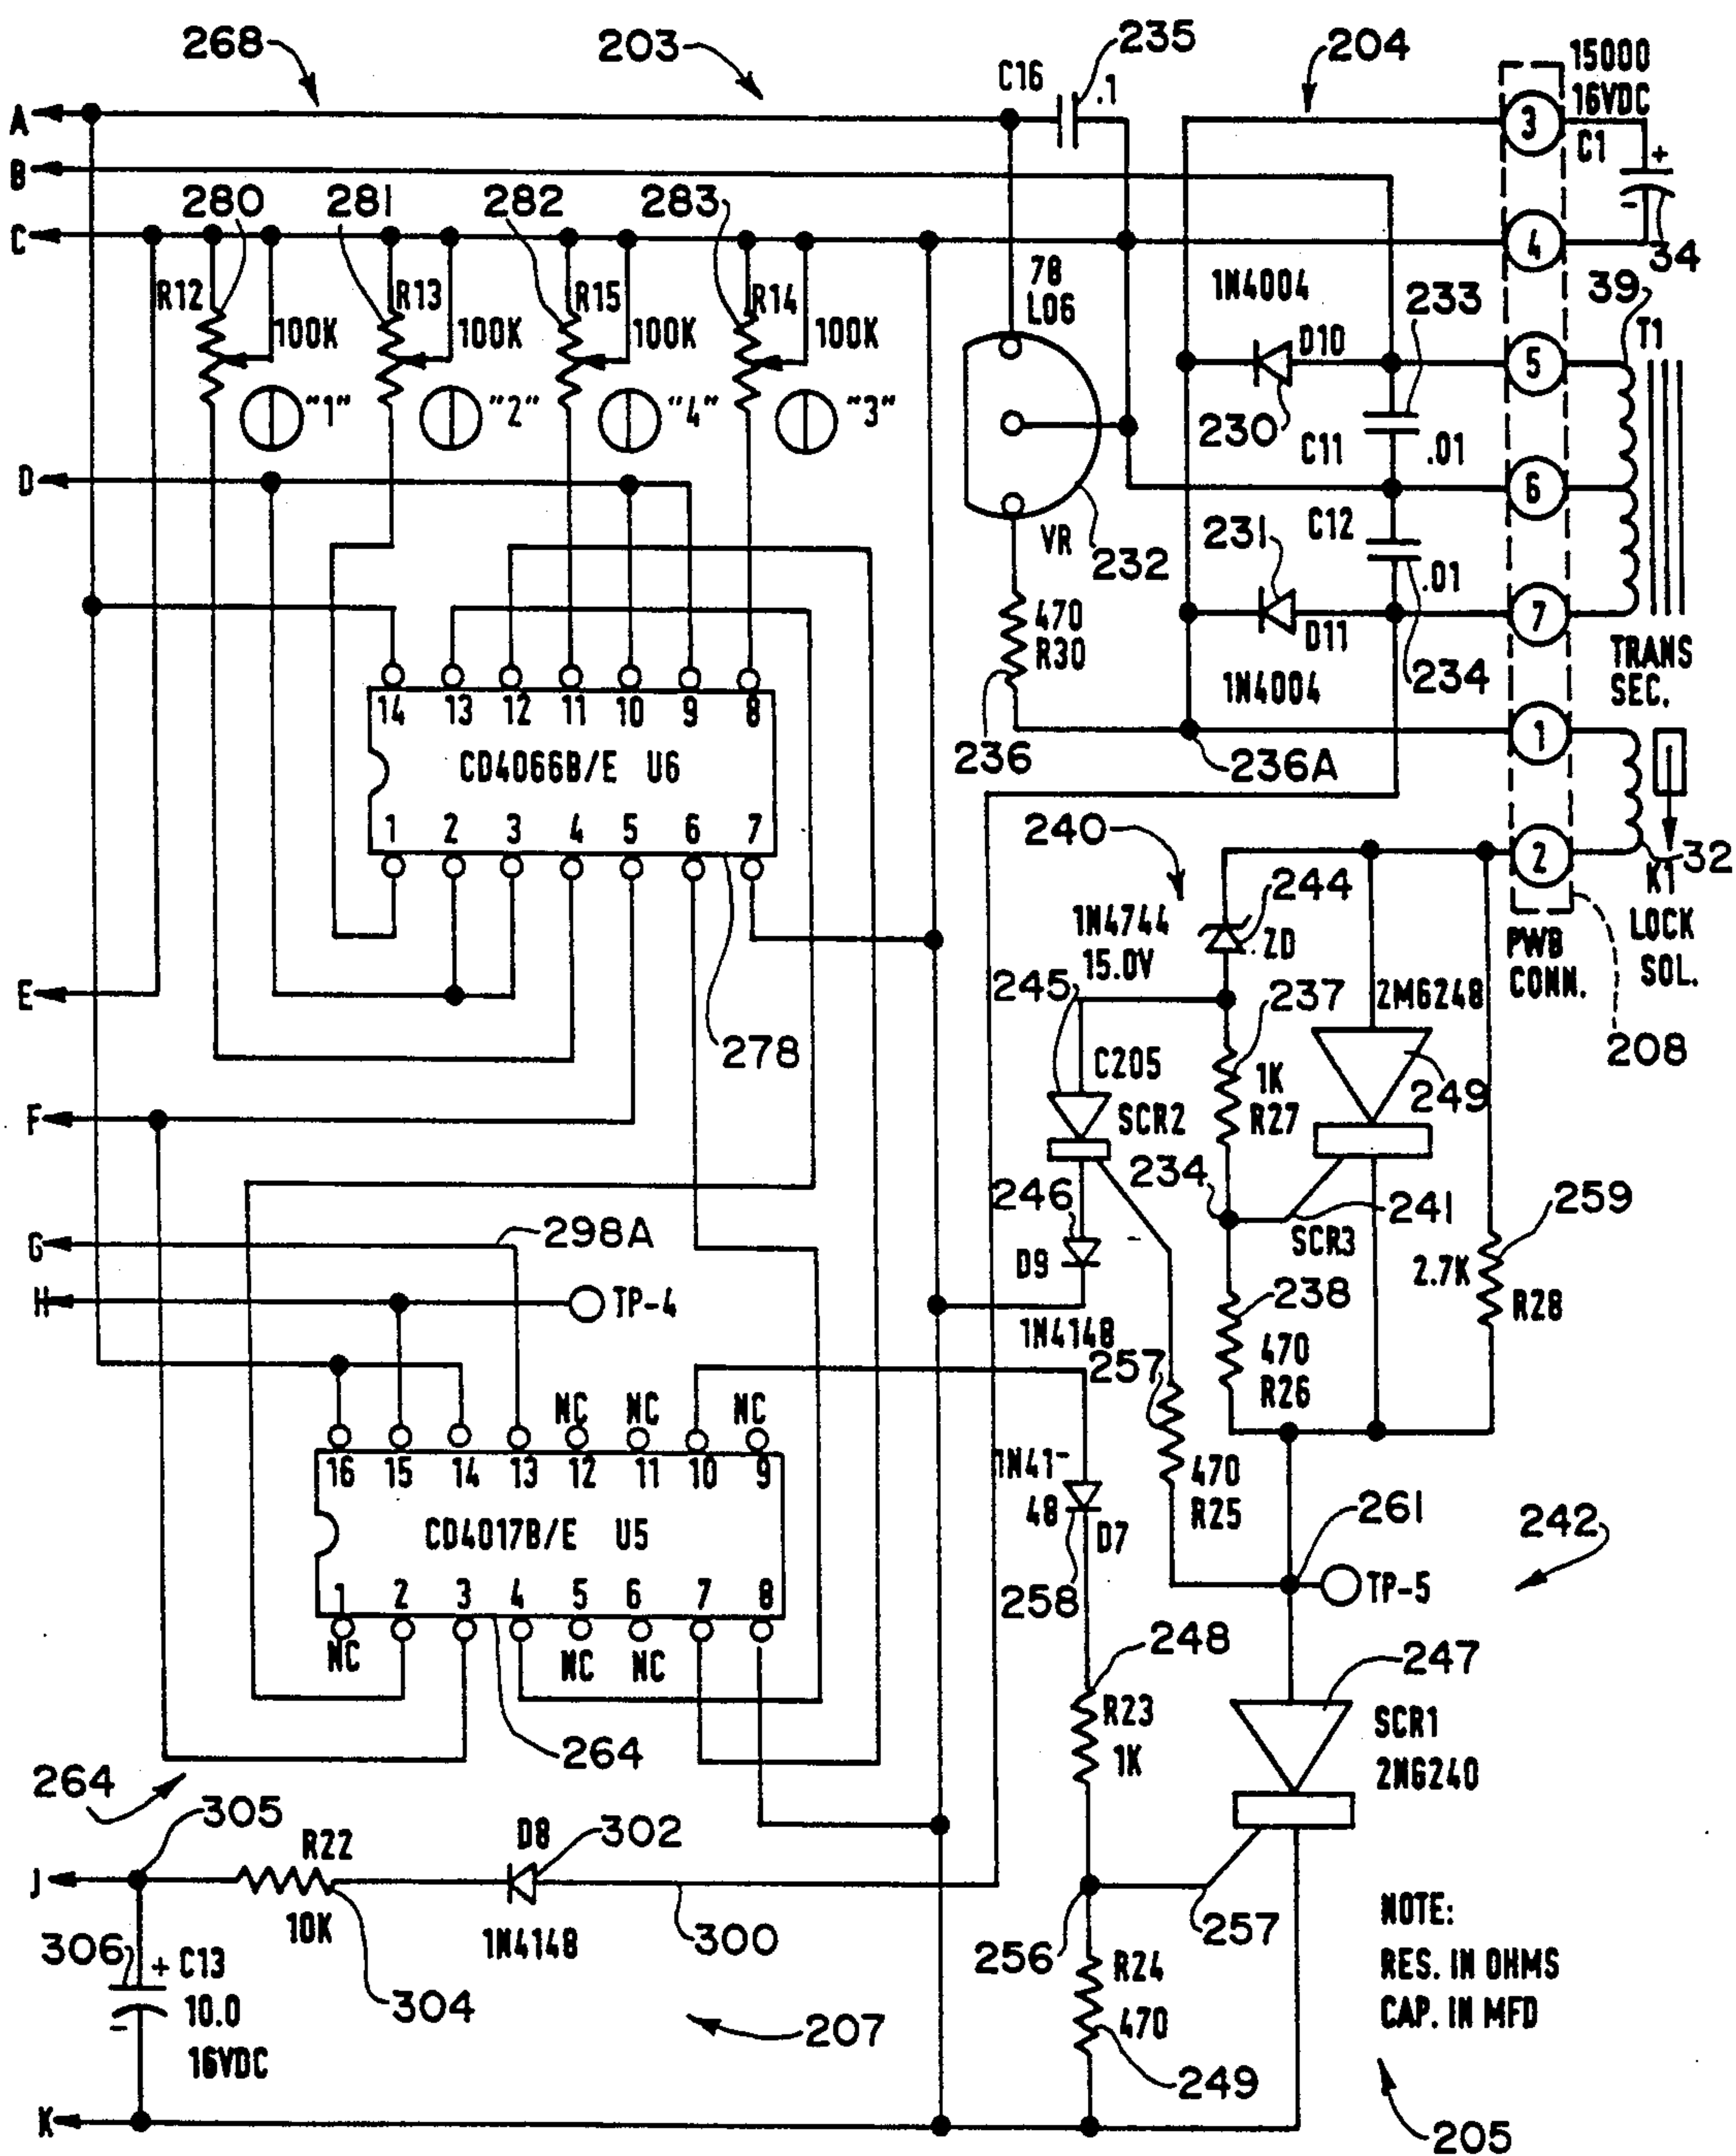 268
203
235
204
15000
16VDC
C16
.1
A
3
C1
+
B
280
281
282
283
-
C
4
34
78
L06
1N4004
233
39
T1
R12
R13
R15
R14
100K
100K
100K
100K
D10
5
"1"
"2"
"4"
"3"
230
C11
.01
D
6
C12
231
VR
232
.01
470
R30
D11
7
234
TRANS
SEC.
1N4004
14 13 12 11 10 9 8
CD4066B/E U6
236
236A
1
1 2 3 4 5 6 7
240
2
32
K1
LOCK
SOL.
244
1N4744
15.0V
ZD
PWB
CONN.
245
237
2M6248
E
278
208
C205
1K
R27
249
F
SCR2
234
246
241
259
G
298A
SCR3
D9
2.7K
R28
H
TP-4
238
1N4148
470
R26
257
NC NC NC
16 15 14 13 12 11 10 9
1N41-
48
D7
470
R25
261
242
CD4017B/E U5
TP-5
258
1 2 3 4 5 6 7 8
NC NC NC
248
247
R23
1K
SCR1
2N6240
264
264
305
R22
D8
302
J
10K
1N4148
300
256
257
NOTE:
RES. IN OHMS
CAP. IN MFD
306
+ C13
10.0
16VDC
-
304
207
R24
470
249
K
205